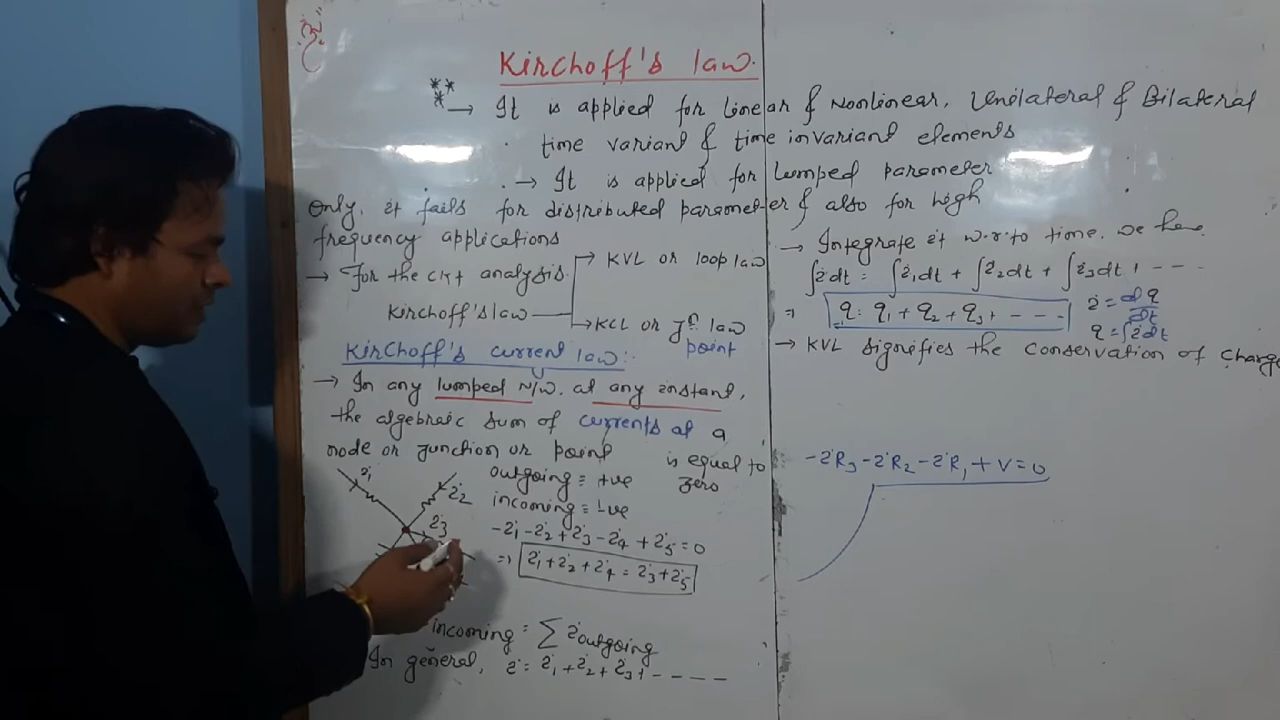 Kirchoff's law.
** *
→ It is applied for linear & Nonlinear, Unilateral & Bilateral
time variant & time invariant elements
→ It is applied for lumped parameter
only, it fails for distributed parameter & also for high
frequency applications
→ For the ckt analysis
Kirchoff's law
→ KVL or loop law
→ KCL or Jn law
point
Kirchoff's current law:-
→ In any lumped N/w, at any instant,
the algebraic sum of currents at a
node or junction or point is equal to
zero
i1
i2
i3
outgoing = +ve
incoming = -ve
-i1-i2+i3-i4+i5=0
⇒ i1+i2+i4=i3+i5
incoming = ∑ i outgoing
In general, i = i1+i2+i3+----
→ Integrate it w.r.to time. we have
∫idt = ∫i1dt + ∫i2dt + ∫i3dt + ---
⇒ q = q1+q2+q3+---
i = dq/dt
q = ∫idt
→ KVL signifies the conservation of charge
-iR3-iR2-iR1+V=0